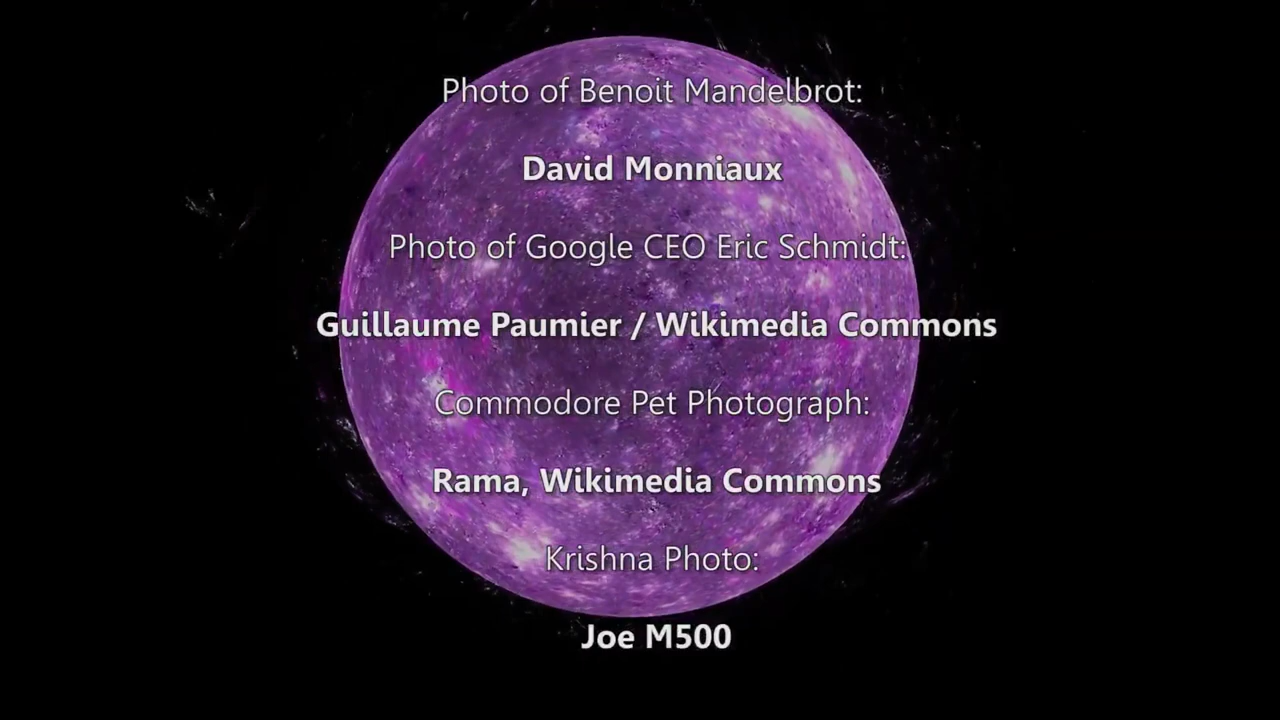 Photo of Benoit Mandelbrot:
David Monniaux
Photo of Google CEO Eric Schmidt:
Guillaume Paumier / Wikimedia Commons
Commodore Pet Photograph:
Rama, Wikimedia Commons
Krishna Photo:
Joe M500